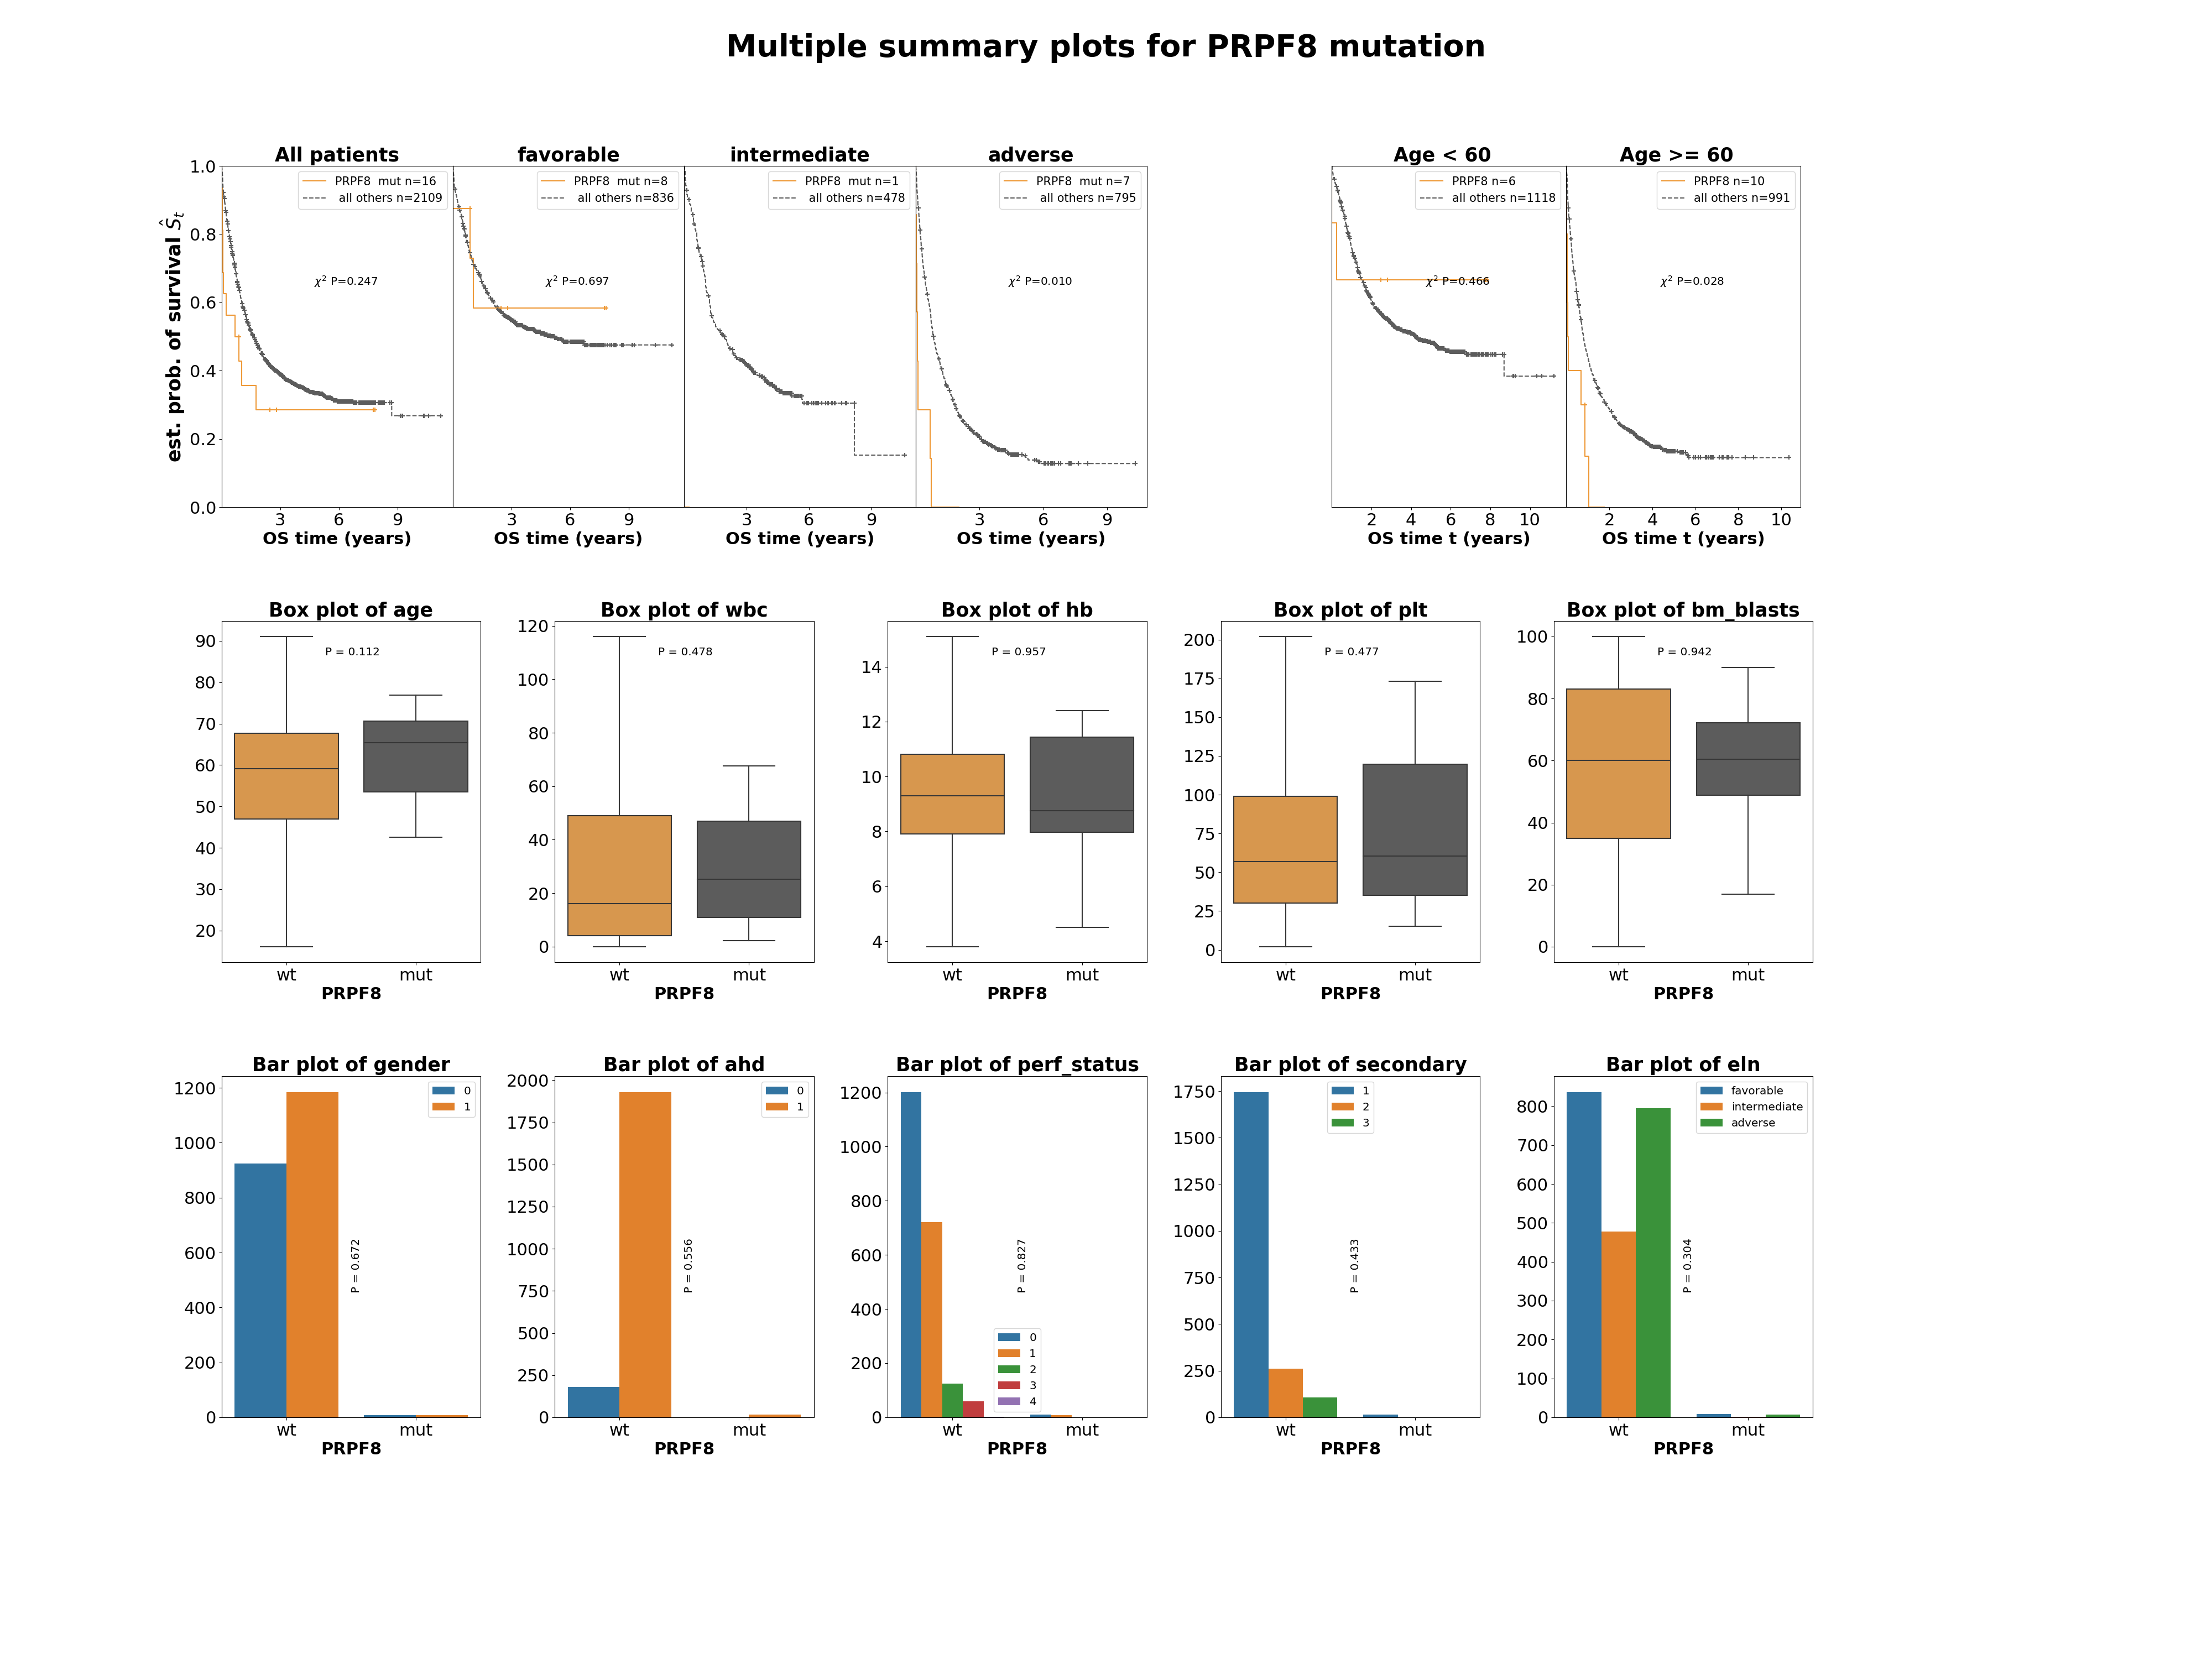 Multiple summary plots for PRPF8 mutation
All patients
favorable
intermediate
adverse
Age < 60
Age >= 60
est. prob. of survival Ŝt
1.0
0.8
0.6
0.4
0.2
0.0
PRPF8  mut n=16
all others n=2109
χ² P=0.247
PRPF8  mut n=8
all others n=836
χ² P=0.697
PRPF8  mut n=1
all others n=478
PRPF8  mut n=7
all others n=795
χ² P=0.010
PRPF8 n=6
all others n=1118
χ² P=0.466
PRPF8 n=10
all others n=991
χ² P=0.028
3 6 9
3 6 9
3 6 9
3 6 9
2 4 6 8 10
2 4 6 8 10
OS time (years)
OS time (years)
OS time (years)
OS time (years)
OS time t (years)
OS time t (years)
Box plot of age
P = 0.112
90
80
70
60
50
40
30
20
wt mut
PRPF8
Box plot of wbc
P = 0.478
120
100
80
60
40
20
0
wt mut
PRPF8
Box plot of hb
P = 0.957
14
12
10
8
6
4
wt mut
PRPF8
Box plot of plt
P = 0.477
200
175
150
125
100
75
50
25
0
wt mut
PRPF8
Box plot of bm_blasts
P = 0.942
100
80
60
40
20
0
wt mut
PRPF8
Bar plot of gender
0
1
P = 0.672
1200
1000
800
600
400
200
0
wt mut
PRPF8
Bar plot of ahd
0
1
P = 0.556
2000
1750
1500
1250
1000
750
500
250
0
wt mut
PRPF8
Bar plot of perf_status
P = 0.827
0
1
2
3
4
1200
1000
800
600
400
200
0
wt mut
PRPF8
Bar plot of secondary
1
2
3
P = 0.433
1750
1500
1250
1000
750
500
250
0
wt mut
PRPF8
Bar plot of eln
favorable
intermediate
adverse
P = 0.304
800
700
600
500
400
300
200
100
0
wt mut
PRPF8